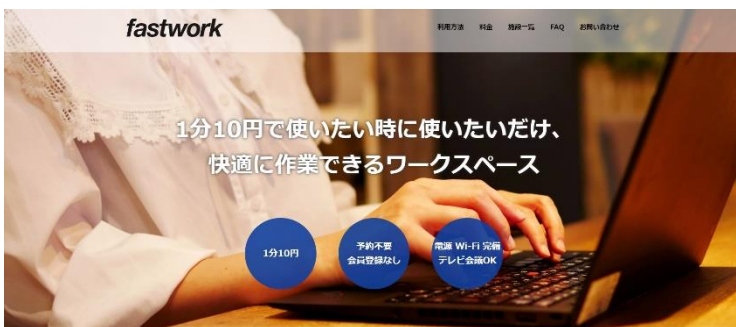 fastwork
利用方法 料金 施設一覧 FAQ お問い合わせ
1分10円で使いたい時に使いたいだけ、
快適に作業できるワークスペース
1分10円
予約不要
会員登録なし
電源 Wi-Fi 完備
テレビ会議OK